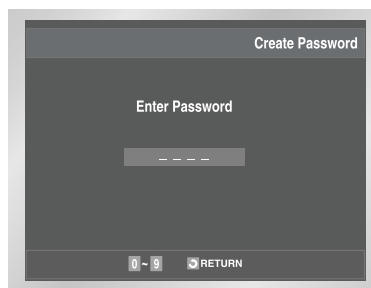 Create Password
Enter Password
_ _ _ _
0 ~ 9 RETURN